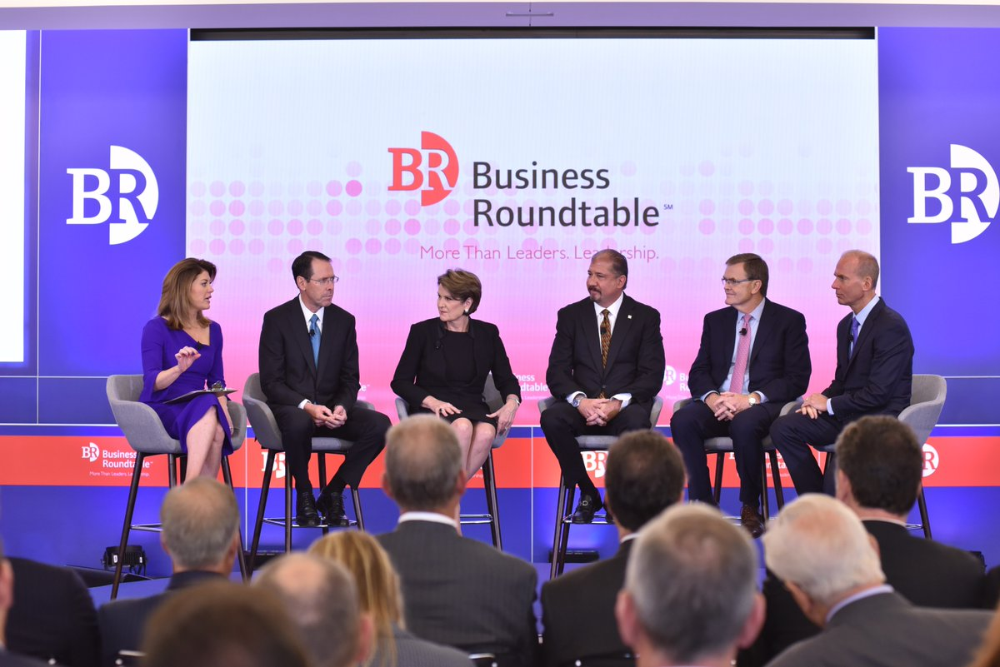 BR
BR Business
Roundtable℠
More Than Leaders. Leadership.
BR
BR Business
Roundtable
More Than Leaders. Leadership.